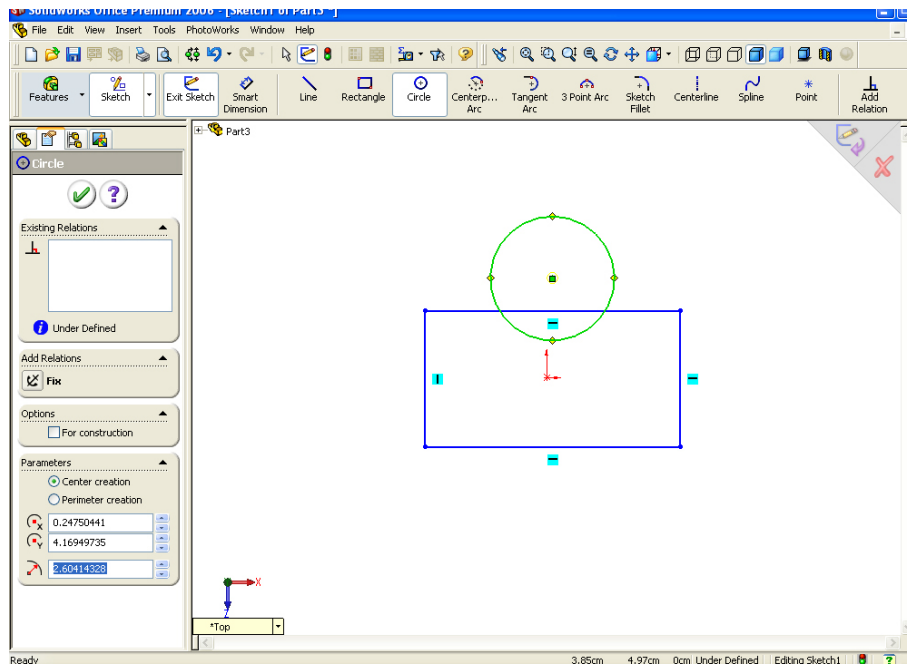 SolidWorks Office Premium 2006 - [Sketch1 of Part3 *]
File Edit View Insert Tools PhotoWorks Window Help
Features Sketch Exit Sketch Smart Dimension Line Rectangle Circle Centerp... Arc Tangent Arc 3 Point Arc Sketch Fillet Centerline Spline Point Add Relation
Part3
Circle
Existing Relations
Under Defined
Add Relations
Fix
Options
For construction
Parameters
Center creation
Perimeter creation
X 0.24750441
Y 4.16949735
2.60414328
X
Z
*Top
Ready 3.85cm 4.97cm 0cm Under Defined Editing Sketch1